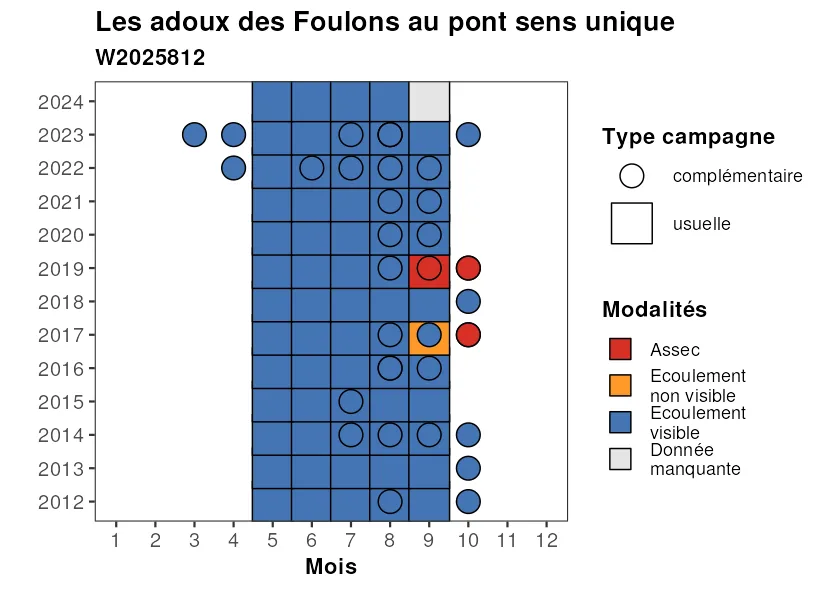 Les adoux des Foulons au pont sens unique
W2025812
2024
2023
2022
2021
2020
2019
2018
2017
2016
2015
2014
2013
2012
1 2 3 4 5 6 7 8 9 10 11 12
Mois
Type campagne
complémentaire
usuelle
Modalités
Assec
Ecoulement
non visible
Ecoulement
visible
Donnée
manquante